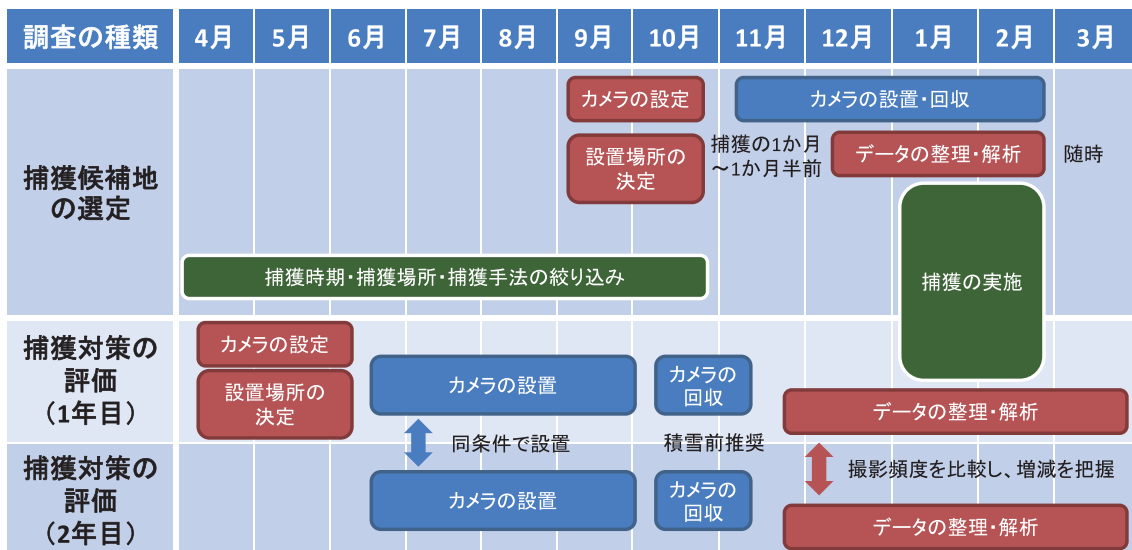 調査の種類 4月 5月 6月 7月 8月 9月 10月 11月 12月 1月 2月 3月
捕獲候補地
の選定
カメラの設定
カメラの設置・回収
設置場所の
決定
捕獲の1か月
～1か月半前
データの整理・解析
随時
捕獲時期・捕獲場所・捕獲手法の絞り込み
捕獲の実施
捕獲対策の
評価
（1年目）
カメラの設定
設置場所の
決定
カメラの設置
カメラの
回収
データの整理・解析
同条件で設置
積雪前推奨
撮影頻度を比較し、増減を把握
捕獲対策の
評価
（2年目）
カメラの設置
カメラの
回収
データの整理・解析